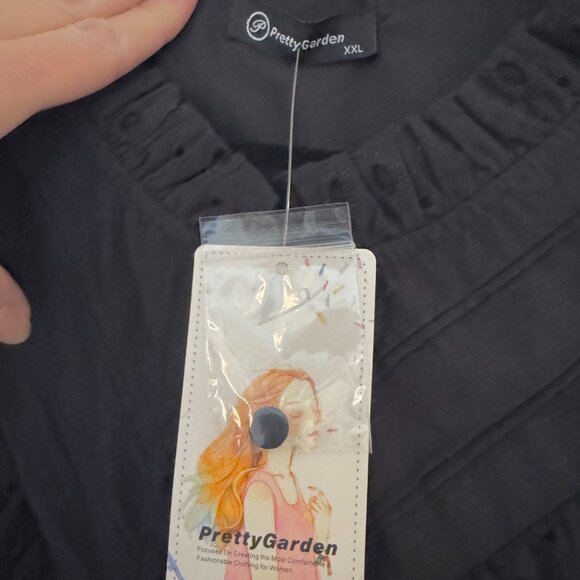 P PrettyGarden
XXL
PrettyGarden
Focused On Creating the Most Comfortable
Fashionable Clothing for Women.